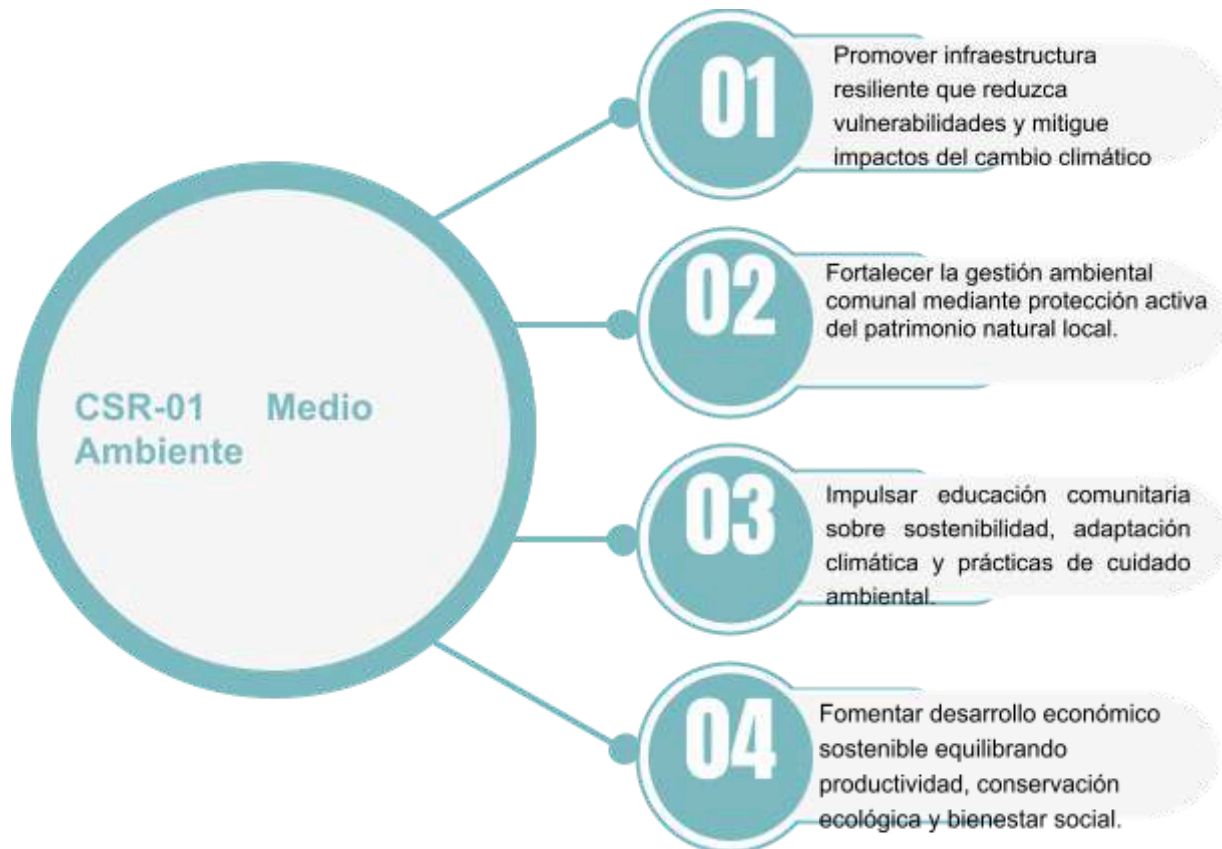 CSR-01 Medio
Ambiente
01
Promover infraestructura
resiliente que reduzca
vulnerabilidades y mitigue
impactos del cambio climático
02
Fortalecer la gestión ambiental
comunal mediante protección activa
del patrimonio natural local.
03
Impulsar educación comunitaria
sobre sostenibilidad, adaptación
climática y prácticas de cuidado
ambiental.
04
Fomentar desarrollo económico
sostenible equilibrando
productividad, conservación
ecológica y bienestar social.